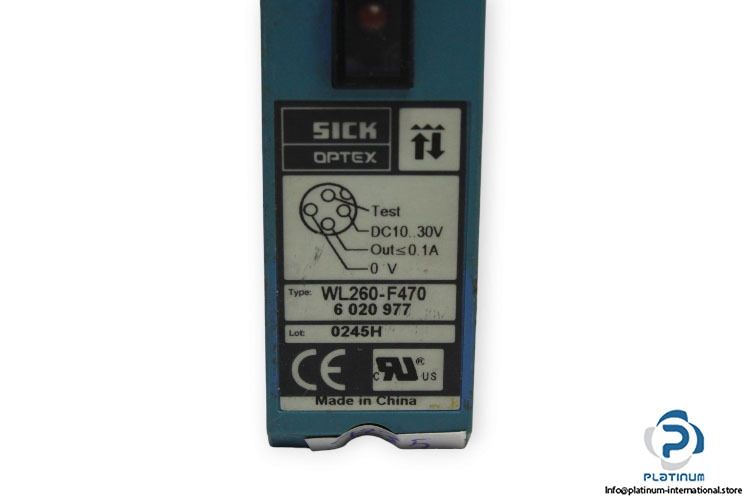 SICK
OPTEX
Test
DC10..30V
Out≤0.1A
0 V
Type: WL260-F470
6 020 977
Lot: 0245H
CE
C RU ® US
Made in China
PLATINUM
Info@platinum-international.store